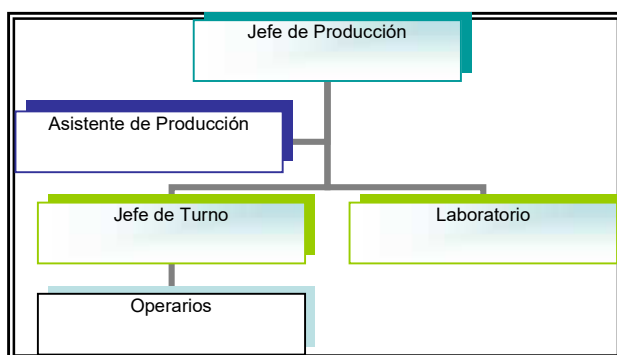 Jefe de Producción
Asistente de Producción
Jefe de Turno
Laboratorio
Operarios